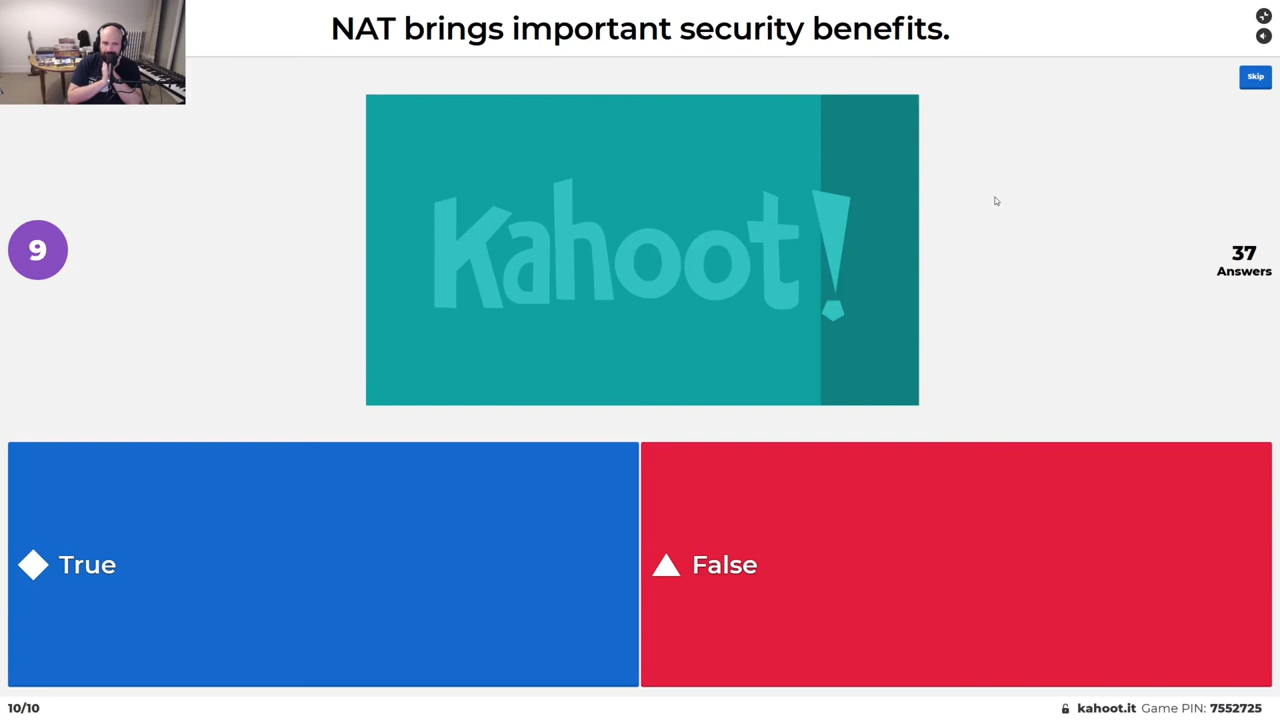 NAT brings important security benefits.
Skip
Kahoot!
9
37
Answers
True
False
10/10
kahoot.it Game PIN: 7552725